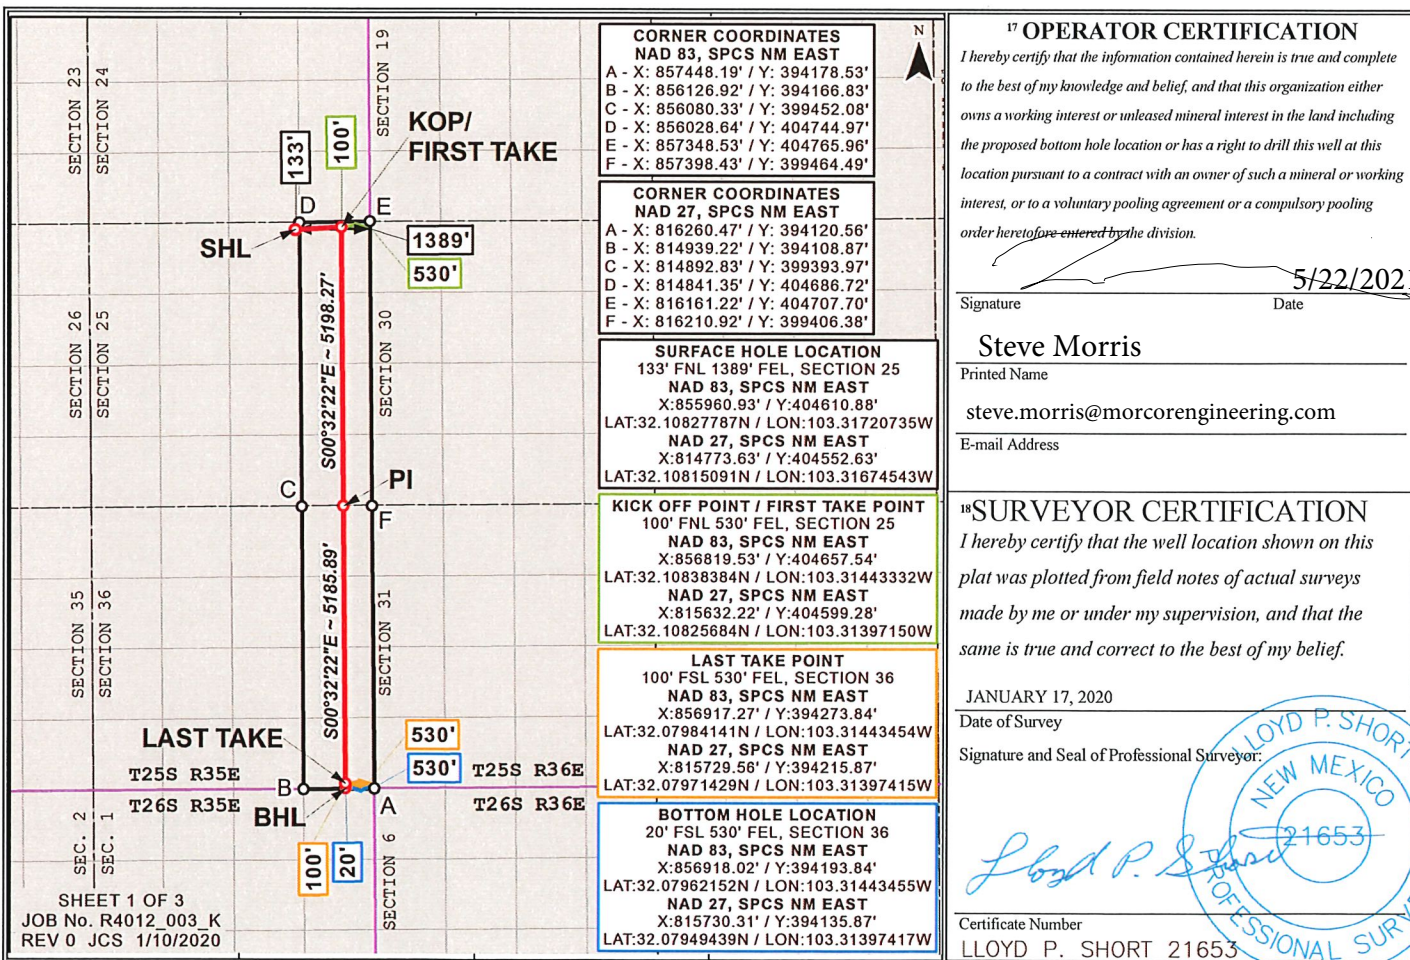 SECTION 23
SECTION 24
SECTION 19
133'
100'
KOP/
FIRST TAKE
D
E
SHL
1389'
530'
S00°32'22"E ~ 5198.27'
SECTION 26
SECTION 25
SECTION 30
C
PI
F
S00°32'22"E ~ 5185.89'
SECTION 35
SECTION 36
SECTION 31
LAST TAKE
530'
530'
T25S R35E
T25S R36E
B
A
T26S R35E
T26S R36E
BHL
SEC. 2
SEC. 1
100'
20'
SECTION 6
SHEET 1 OF 3
JOB No. R4012_003_K
REV 0 JCS 1/10/2020
N
CORNER COORDINATES
NAD 83, SPCS NM EAST
A - X: 857448.19' / Y: 394178.53'
B - X: 856126.92' / Y: 394166.83'
C - X: 856080.33' / Y: 399452.08'
D - X: 856028.64' / Y: 404744.97'
E - X: 857348.53' / Y: 404765.96'
F - X: 857398.43' / Y: 399464.49'
CORNER COORDINATES
NAD 27, SPCS NM EAST
A - X: 816260.47' / Y: 394120.56'
B - X: 814939.22' / Y: 394108.87'
C - X: 814892.83' / Y: 399393.97'
D - X: 814841.35' / Y: 404686.72'
E - X: 816161.22' / Y: 404707.70'
F - X: 816210.92' / Y: 399406.38'
SURFACE HOLE LOCATION
133' FNL 1389' FEL, SECTION 25
NAD 83, SPCS NM EAST
X:855960.93' / Y:404610.88'
LAT:32.10827787N / LON:103.31720735W
NAD 27, SPCS NM EAST
X:814773.63' / Y:404552.63'
LAT:32.10815091N / LON:103.31674543W
KICK OFF POINT / FIRST TAKE POINT
100' FNL 530' FEL, SECTION 25
NAD 83, SPCS NM EAST
X:856819.53' / Y:404657.54'
LAT:32.10838384N / LON:103.31443332W
NAD 27, SPCS NM EAST
X:815632.22' / Y:404599.28'
LAT:32.10825684N / LON:103.31397150W
LAST TAKE POINT
100' FSL 530' FEL, SECTION 36
NAD 83, SPCS NM EAST
X:856917.27' / Y:394273.84'
LAT:32.07984141N / LON:103.31443454W
NAD 27, SPCS NM EAST
X:815729.56' / Y:394215.87'
LAT:32.07971429N / LON:103.31397415W
BOTTOM HOLE LOCATION
20' FSL 530' FEL, SECTION 36
NAD 83, SPCS NM EAST
X:856918.02' / Y:394193.84'
LAT:32.07962152N / LON:103.31443455W
NAD 27, SPCS NM EAST
X:815730.31' / Y:394135.87'
LAT:32.07949439N / LON:103.31397417W
17 OPERATOR CERTIFICATION
I hereby certify that the information contained herein is true and complete
to the best of my knowledge and belief, and that this organization either
owns a working interest or unleased mineral interest in the land including
the proposed bottom hole location or has a right to drill this well at this
location pursuant to a contract with an owner of such a mineral or working
interest, or to a voluntary pooling agreement or a compulsory pooling
order heretofore entered by the division.
5/22/2021
Signature Date
Steve Morris
Printed Name
steve.morris@morcorengineering.com
E-mail Address
18 SURVEYOR CERTIFICATION
I hereby certify that the well location shown on this
plat was plotted from field notes of actual surveys
made by me or under my supervision, and that the
same is true and correct to the best of my belief.
JANUARY 17, 2020
Date of Survey
Signature and Seal of Professional Surveyor:
LLOYD P. SHORT
NEW MEXICO
21653
PROFESSIONAL SURVE
Lloyd P. Short
Certificate Number
LLOYD P. SHORT 21653